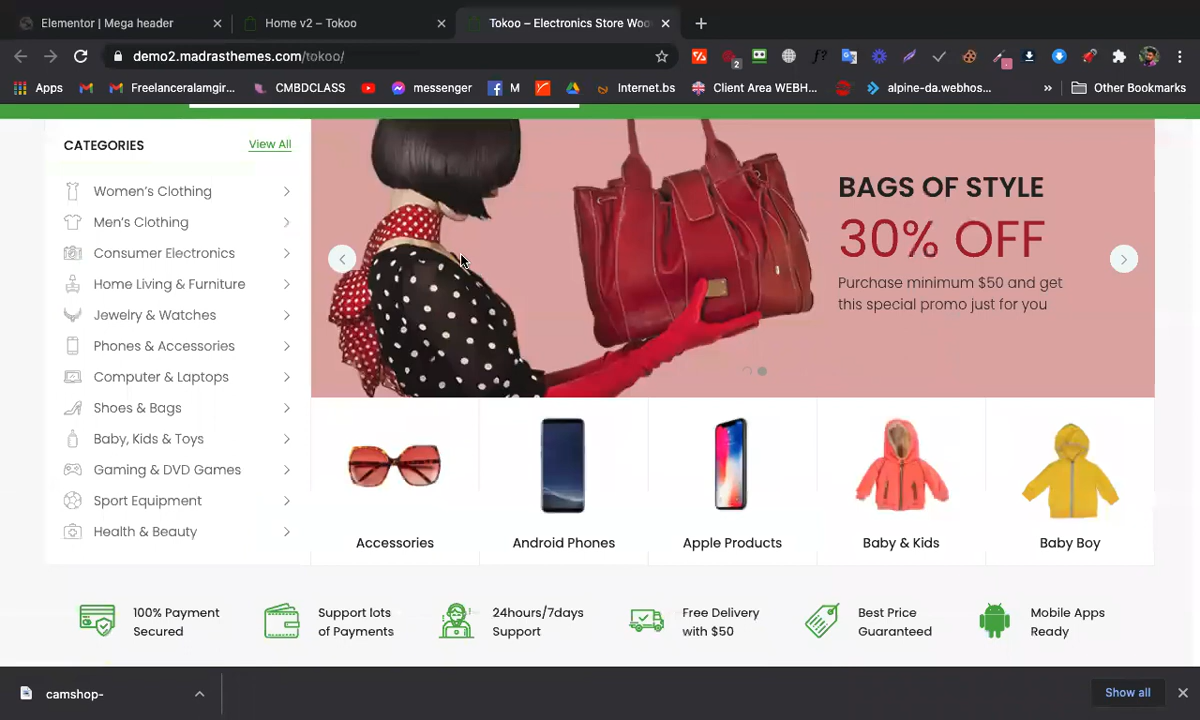 Elementor | Mega header
Home v2 – Tokoo
Tokoo – Electronics Store Woo
demo2.madrasthemes.com/tokoo/
2
f?
Apps
Freelanceralamgir...
CMBDCLASS
messenger
M
Internet.bs
Client Area WEBH...
alpine-da.webhos...
»
Other Bookmarks
CATEGORIES
View All
Women's Clothing
Men's Clothing
Consumer Electronics
Home Living & Furniture
Jewelry & Watches
Phones & Accessories
Computer & Laptops
Shoes & Bags
Baby, Kids & Toys
Gaming & DVD Games
Sport Equipment
Health & Beauty
BAGS OF STYLE
30% OFF
Purchase minimum $50 and get
this special promo just for you
Accessories
Android Phones
Apple Products
Baby & Kids
Baby Boy
100% Payment
Secured
Support lots
of Payments
24hours/7days
Support
Free Delivery
with $50
Best Price
Guaranteed
Mobile Apps
Ready
camshop-
Show all